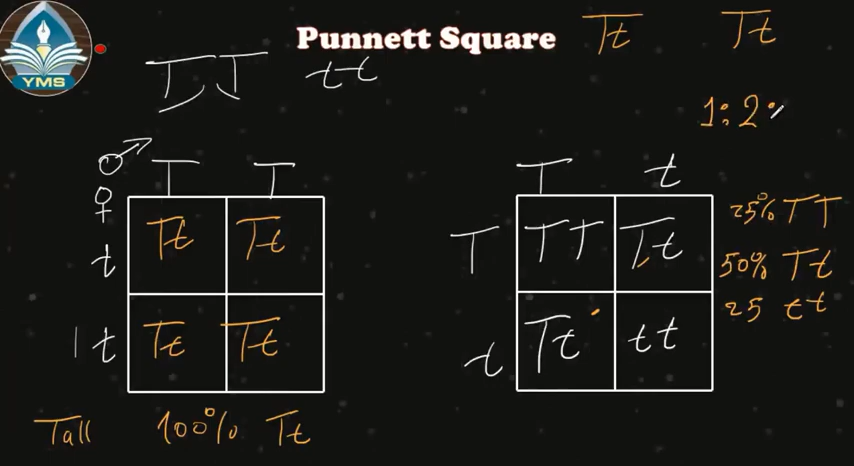 Punnett Square
YMS
TT tt
Tt Tt
1:2:
♂ T T
♀
t Tt Tt
t Tt Tt
Tall 100% Tt
T t
T TT Tt
t Tt tt
25% TT
50% Tt
25 tt